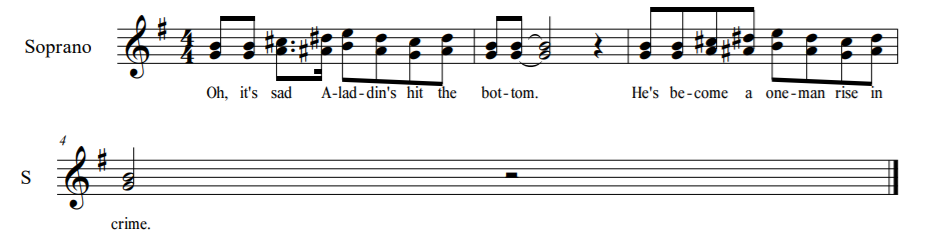 Soprano
Oh, it's sad A-lad-din's hit the bot-tom. He's be-come a one-man rise in
4
S
crime.